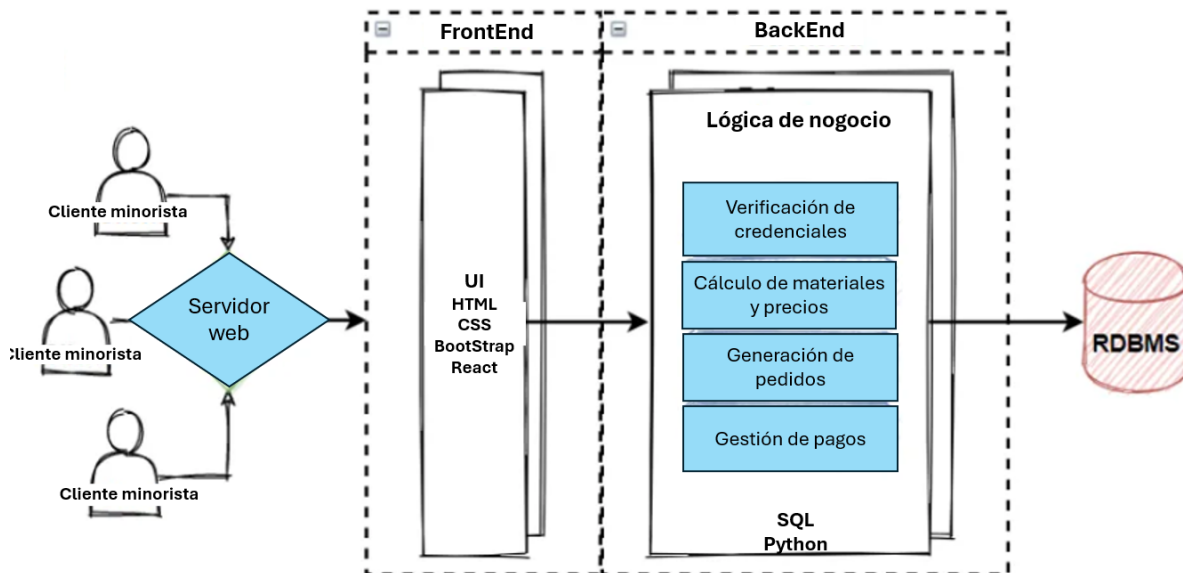 FrontEnd
BackEnd
Cliente minorista
Cliente minorista
Cliente minorista
Servidor
web
UI
HTML
CSS
BootStrap
React
Lógica de nogocio
Verificación de
credenciales
Cálculo de materiales
y precios
Generación de
pedidos
Gestión de pagos
SQL
Python
RDBMS